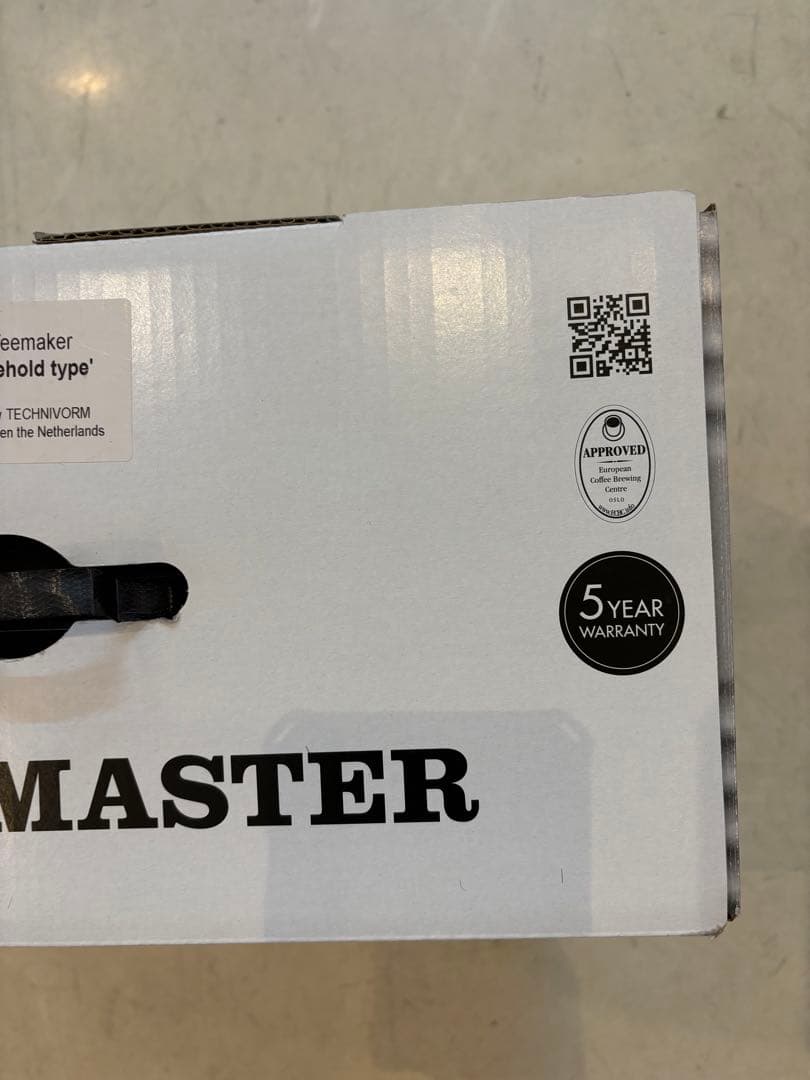 feemaker
ehold type'
TECHNIVORM
en the Netherlands
APPROVED
European
Coffee Brewing
Centre
OSLO
5 YEAR
WARRANTY
MASTER